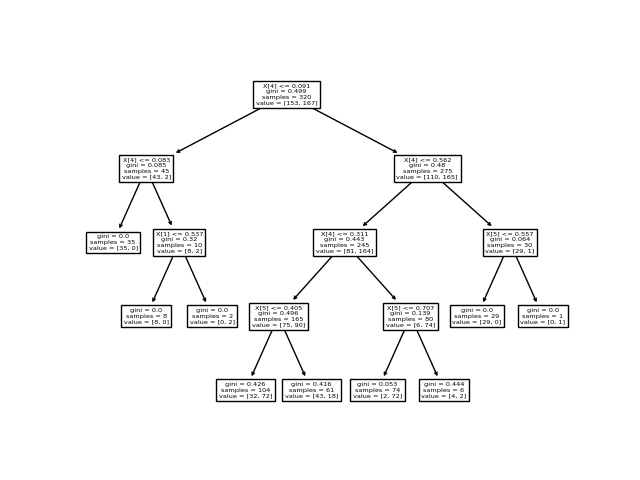 X[4] <= 0.091
gini = 0.499
samples = 320
value = [153, 167]
X[4] <= 0.083
gini = 0.085
samples = 45
value = [43, 2]
X[4] <= 0.562
gini = 0.48
samples = 275
value = [110, 165]
gini = 0.0
samples = 35
value = [35, 0]
X[1] <= 0.537
gini = 0.32
samples = 10
value = [8, 2]
X[4] <= 0.311
gini = 0.443
samples = 245
value = [81, 164]
X[5] <= 0.557
gini = 0.064
samples = 30
value = [29, 1]
gini = 0.0
samples = 8
value = [8, 0]
gini = 0.0
samples = 2
value = [0, 2]
X[5] <= 0.405
gini = 0.496
samples = 165
value = [75, 90]
X[5] <= 0.707
gini = 0.139
samples = 80
value = [6, 74]
gini = 0.0
samples = 29
value = [29, 0]
gini = 0.0
samples = 1
value = [0, 1]
gini = 0.426
samples = 104
value = [32, 72]
gini = 0.416
samples = 61
value = [43, 18]
gini = 0.053
samples = 74
value = [2, 72]
gini = 0.444
samples = 6
value = [4, 2]